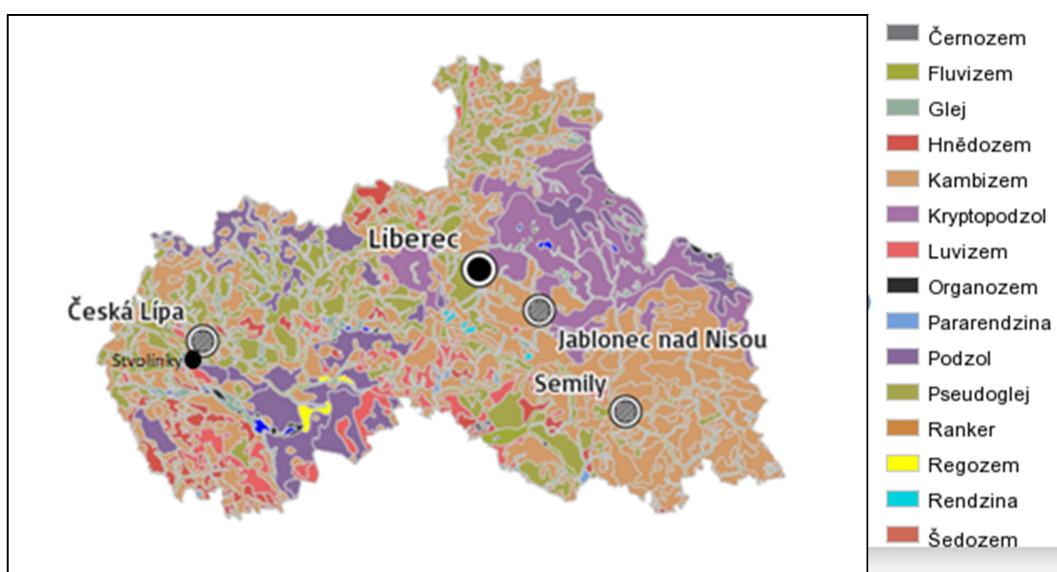 Liberec
Česká Lípa
Stvolínky
Jablonec nad Nisou
Semily
Černozem
Fluvizem
Glej
Hnědozem
Kambizem
Kryptopodzol
Luvizem
Organozem
Pararendzina
Podzol
Pseudoglej
Ranker
Regozem
Rendzina
Šedozem